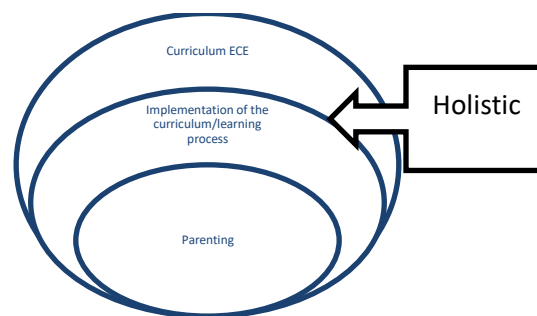 Curriculum ECE
Holistic
Implementation of the
curriculum/learning
process
Parenting